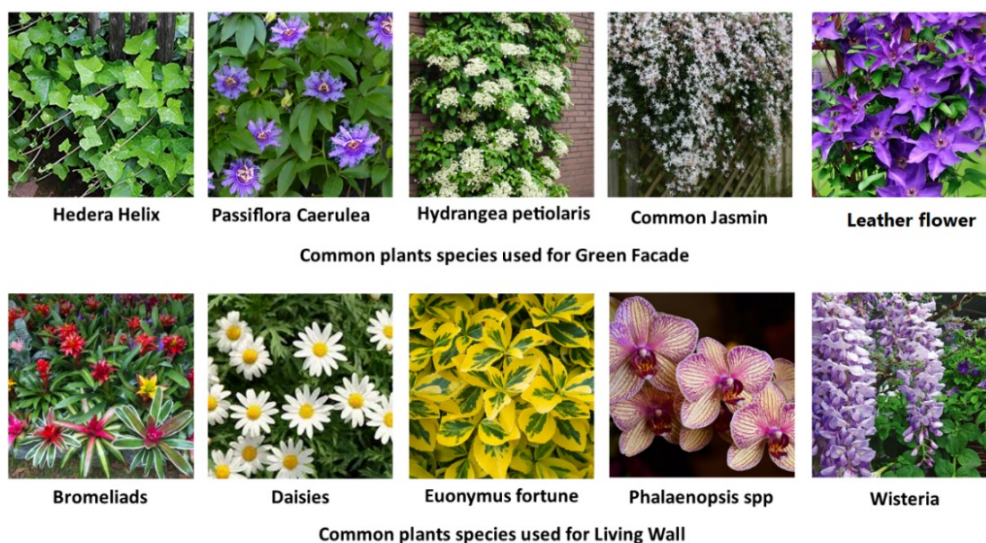 Hedera Helix
Passiflora Caerulea
Hydrangea petiolaris
Common Jasmin
Leather flower
Common plants species used for Green Facade
Bromeliads
Daisies
Euonymus fortune
Phalaenopsis spp
Wisteria
Common plants species used for Living Wall